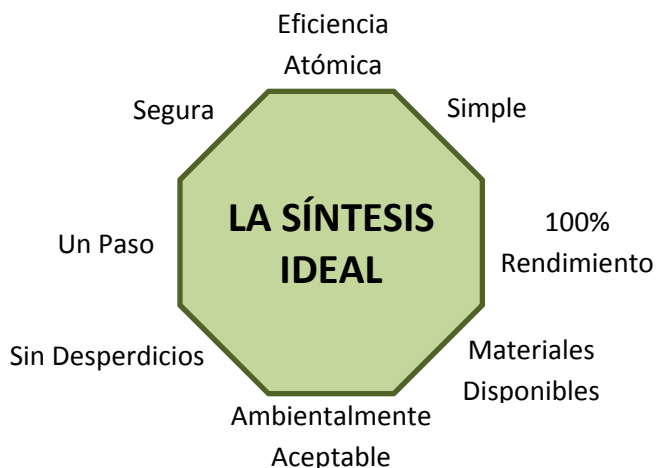 Eficiencia
Atómica
Segura
Simple
LA SÍNTESIS
IDEAL
Un Paso
100%
Rendimiento
Sin Desperdicios
Materiales
Disponibles
Ambientalmente
Aceptable